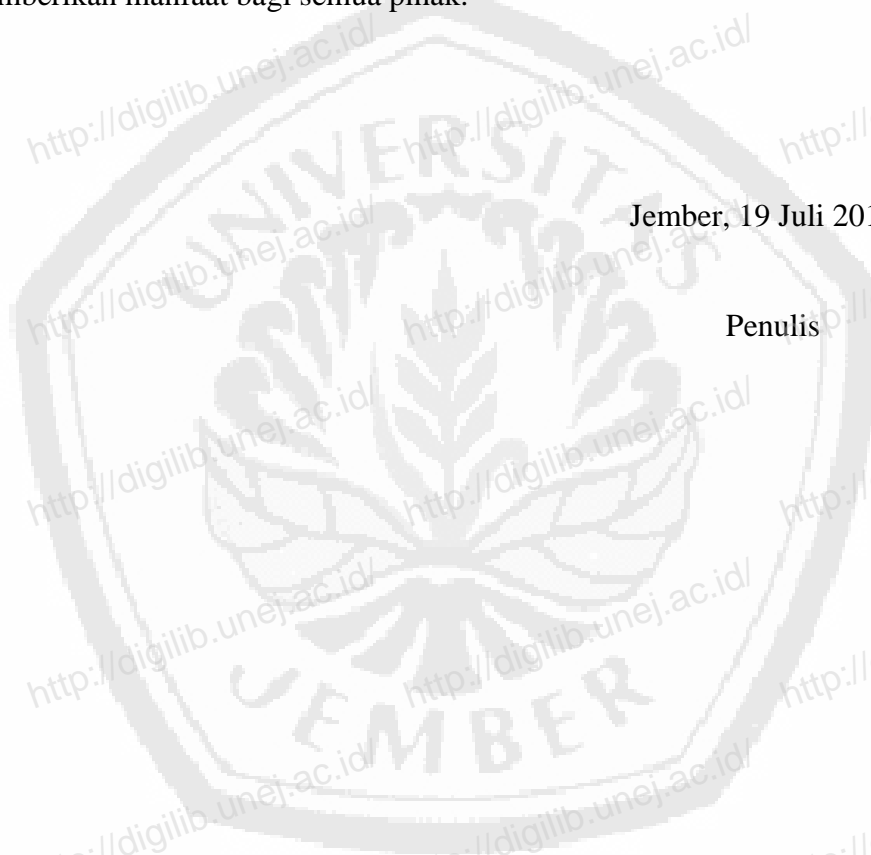 mberikan manfaat bagi semua pihak.
http://digilib.unej.ac.id/
http://digilib.unej.ac.id/
http://
UNIVERSITAS
Jember, 19 Juli 201
http://digilib.unej.ac.id/
http://digilib.unej.ac.id/
http://
Penulis
http://digilib.unej.ac.id/
http://digilib.unej.ac.id/
http://
http://digilib.unej.ac.id/
http://digilib.unej.ac.id/
http://
JEMBER
://digilib.unej.ac.id/
://digilib.unej.ac.id/